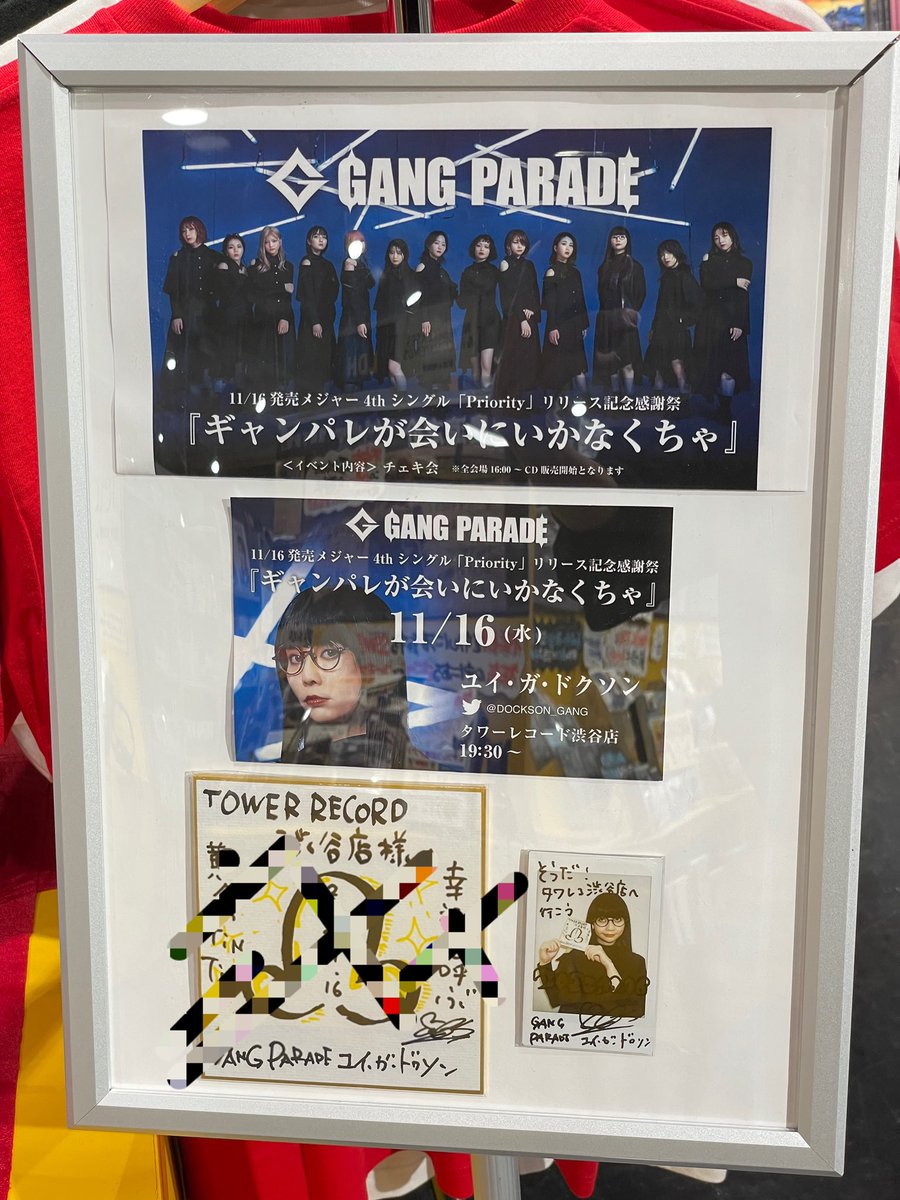 GANG PARADE
11/16 発売メジャー 4th シングル「Priority」リリース記念感謝祭
『ギャンパレが会いにいかなくちゃ』
<イベント内容> チェキ会 ※全会場 16:00 ~ CD 販売開始となります
GANG PARADE
11/16 発売メジャー 4th シングル「Priority」リリース記念感謝祭
『ギャンパレが会いにいかなくちゃ』
11/16 (水)
ユイ・ガ・ドクソン
@DOCKSON_GANG
タワーレコード渋谷店
19:30 ~
TOWER RECORD
渋谷店様
幸 呼ぶ
16
GANG PARADE ユイ・ガ・ドクソン
そうだ!
タワレコ渋谷店へ
行こう
GANG
PARADE ユイ・ガ・ドクソン